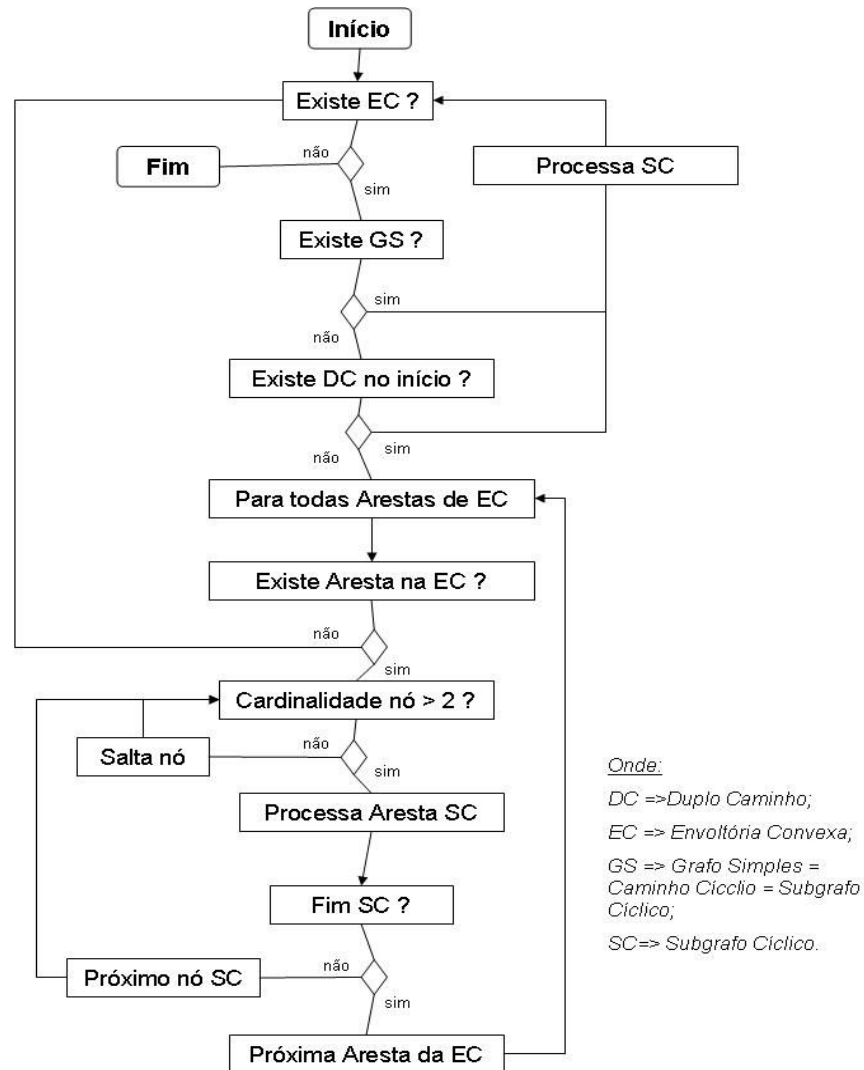 Início
Existe EC ?
não
Fim
sim
Processa SC
Existe GS ?
sim
não
Existe DC no início ?
sim
não
Para todas Arestas de EC
Existe Aresta na EC ?
não
sim
Cardinalidade nó > 2 ?
não
Salta nó
sim
Processa Aresta SC
Fim SC ?
não
Próximo nó SC
sim
Próxima Aresta da EC
Onde:
DC =>Duplo Caminho;
EC => Envoltória Convexa;
GS => Grafo Simples =
Caminho Cícclio = Subgrafo
Cíclico;
SC=> Subgrafo Cíclico.